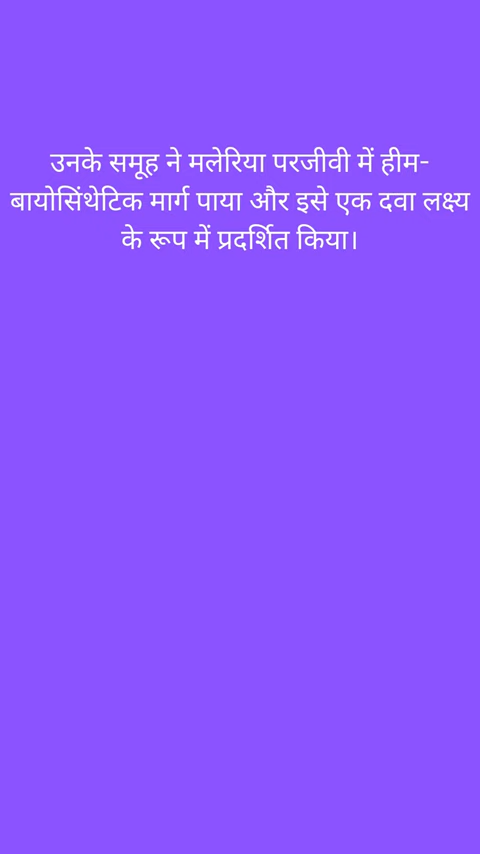 उनके समूह ने मलेरिया परजीवी में हीम-
बायोसिंथेटिक मार्ग पाया और इसे एक दवा लक्ष्य
के रूप में प्रदर्शित किया।